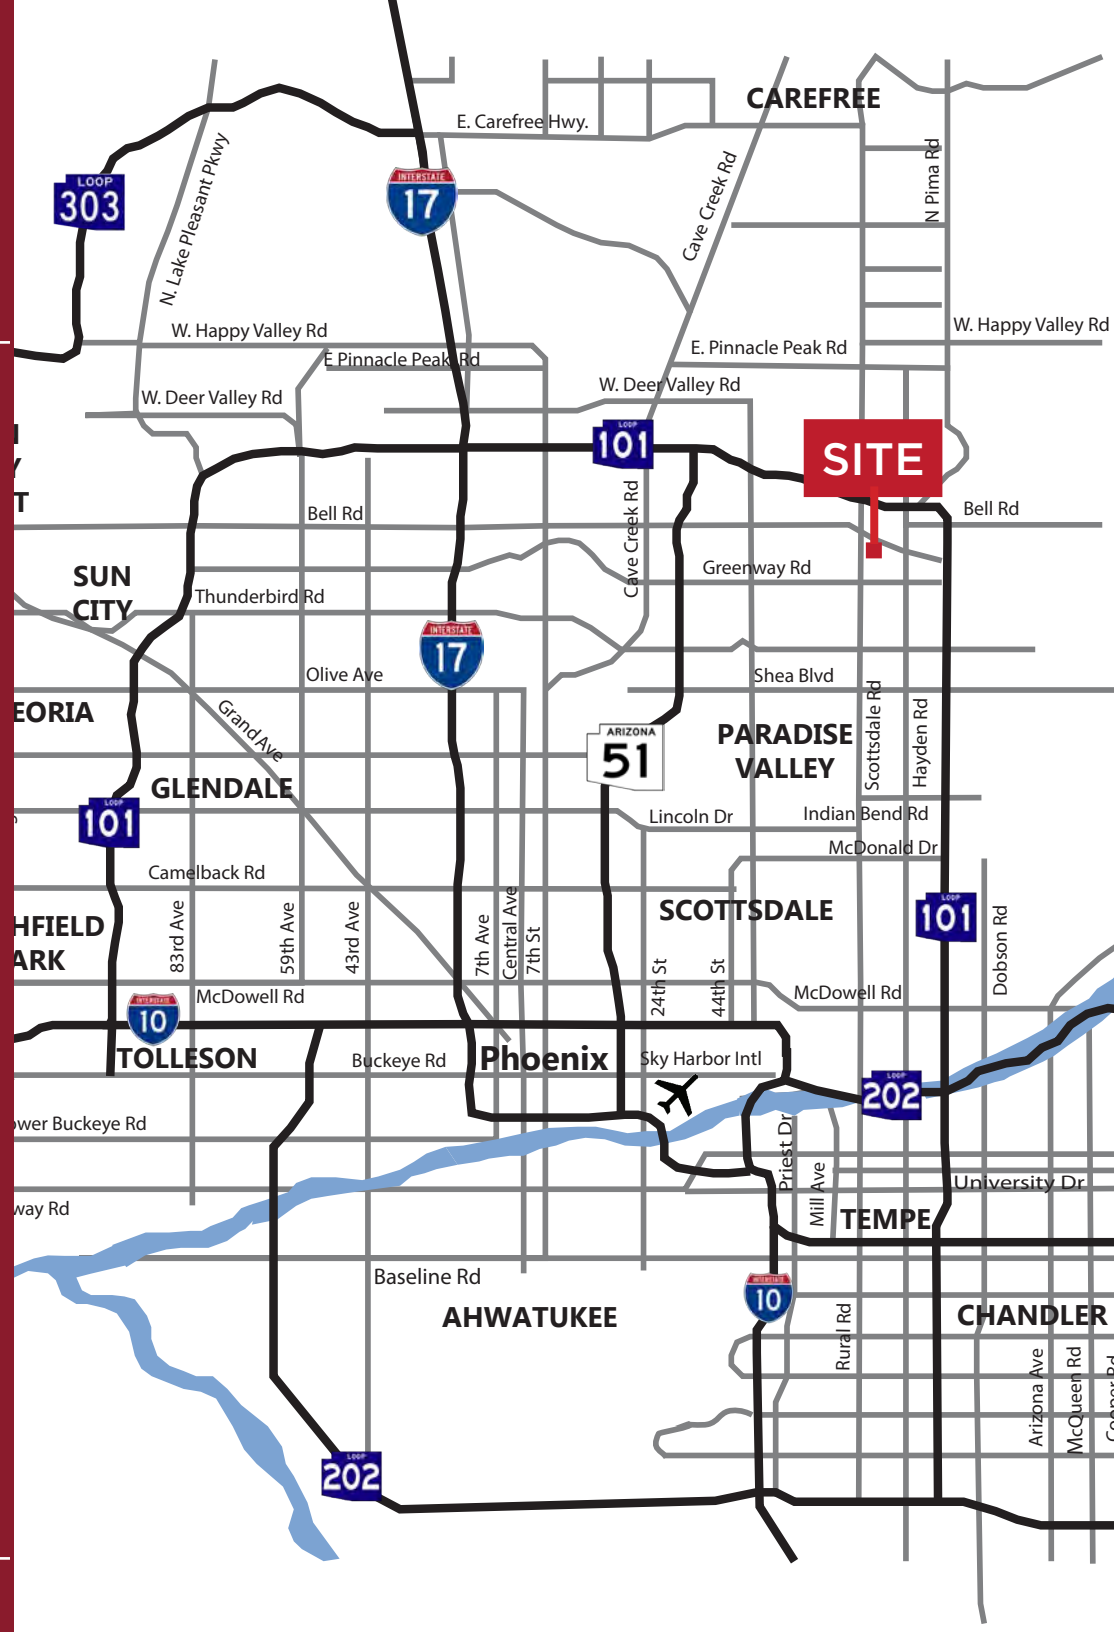 CAREFREE
E. Carefree Hwy.
N. Lake Pleasant Pkwy
Cave Creek Rd
N Pima Rd
LOOP
303
INTERSTATE
17
W. Happy Valley Rd
W. Happy Valley Rd
E Pinnacle Peak Rd
E. Pinnacle Peak Rd
W. Deer Valley Rd
W. Deer Valley Rd
LOOP
101
SITE
Y
T
Bell Rd
Bell Rd
Cave Creek Rd
Greenway Rd
SUN
CITY
Thunderbird Rd
INTERSTATE
17
Olive Ave
Shea Blvd
EORIA
Grand Ave
ARIZONA
51
PARADISE
VALLEY
Scottsdale Rd
Hayden Rd
GLENDALE
LOOP
101
Lincoln Dr
Indian Bend Rd
McDonald Dr
Camelback Rd
SCOTTSDALE
LOOP
101
HFIELD
ARK
83rd Ave
59th Ave
43rd Ave
7th Ave
Central Ave
7th St
24th St
44th St
Dobson Rd
INTERSTATE
10
McDowell Rd
McDowell Rd
TOLLESON
Buckeye Rd
Phoenix
Sky Harbor Intl
LOOP
202
ower Buckeye Rd
Priest Dr
Mill Ave
University Dr
way Rd
TEMPE
Baseline Rd
INTERSTATE
10
AHWATUKEE
CHANDLER
Rural Rd
Arizona Ave
McQueen Rd
Cooper Rd
LOOP
202